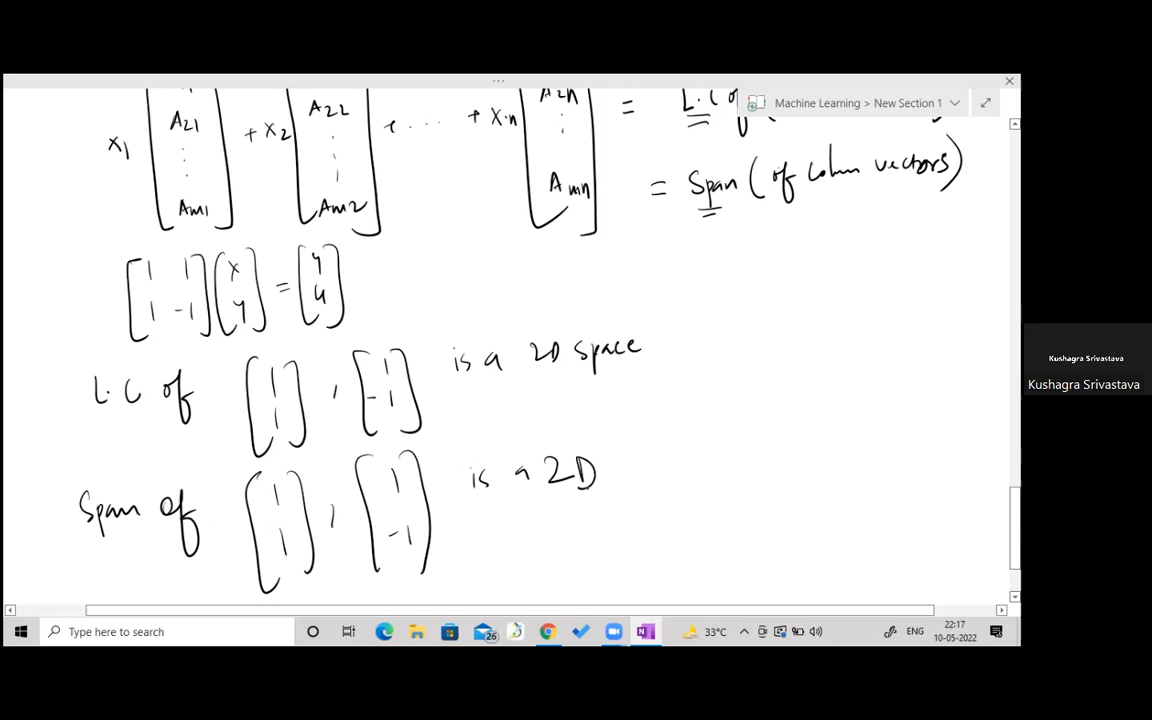 Machine Learning > New Section 1
x1 [A21 ⋮ Am1] + x2 [A22 ⋮ Am2] + .... + xn [A2n ⋮ Amn] = L.C of
= Span (of column vectors)
[1 1; 1 -1] [x; y] = [4; 4]
L.C of [1; 1], [1; -1] is a 2D space
Span of [1; 1], [1; -1] is a 2D
Kushagra Srivastava
Kushagra Srivastava
Type here to search
26
33°C
ENG
22:17
10-05-2022